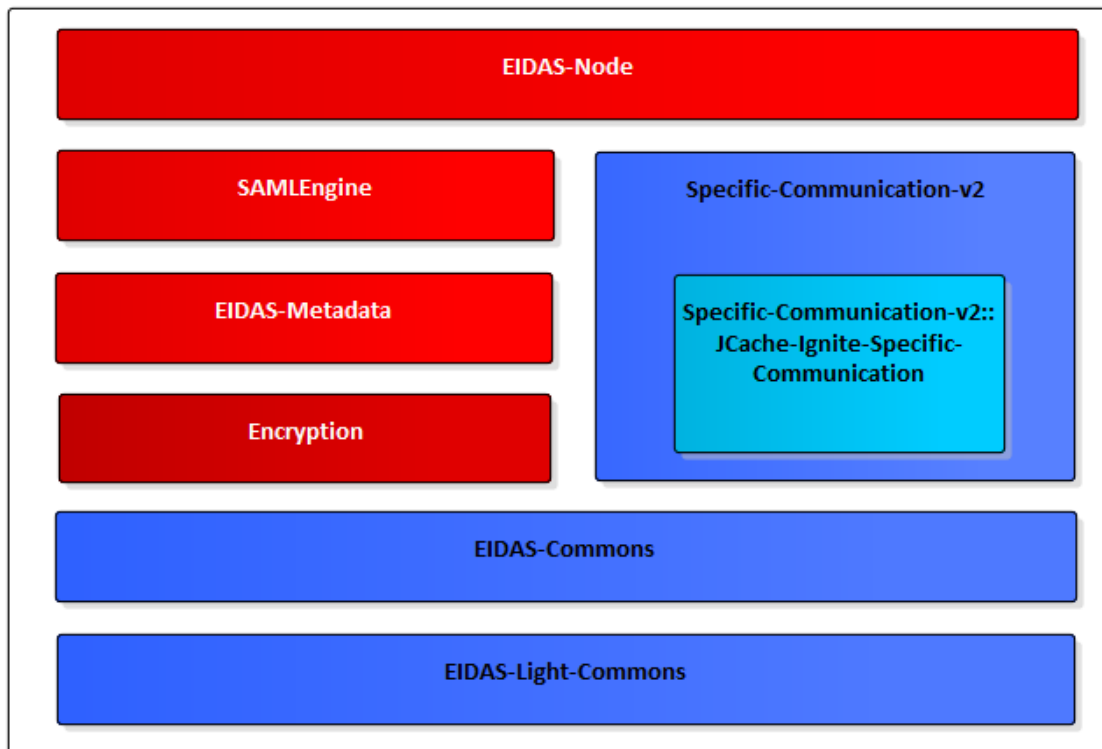 EIDAS-Node
SAMLEngine
Specific-Communication-v2
EIDAS-Metadata
Specific-Communication-v2::
JCache-Ignite-Specific-
Communication
Encryption
EIDAS-Commons
EIDAS-Light-Commons